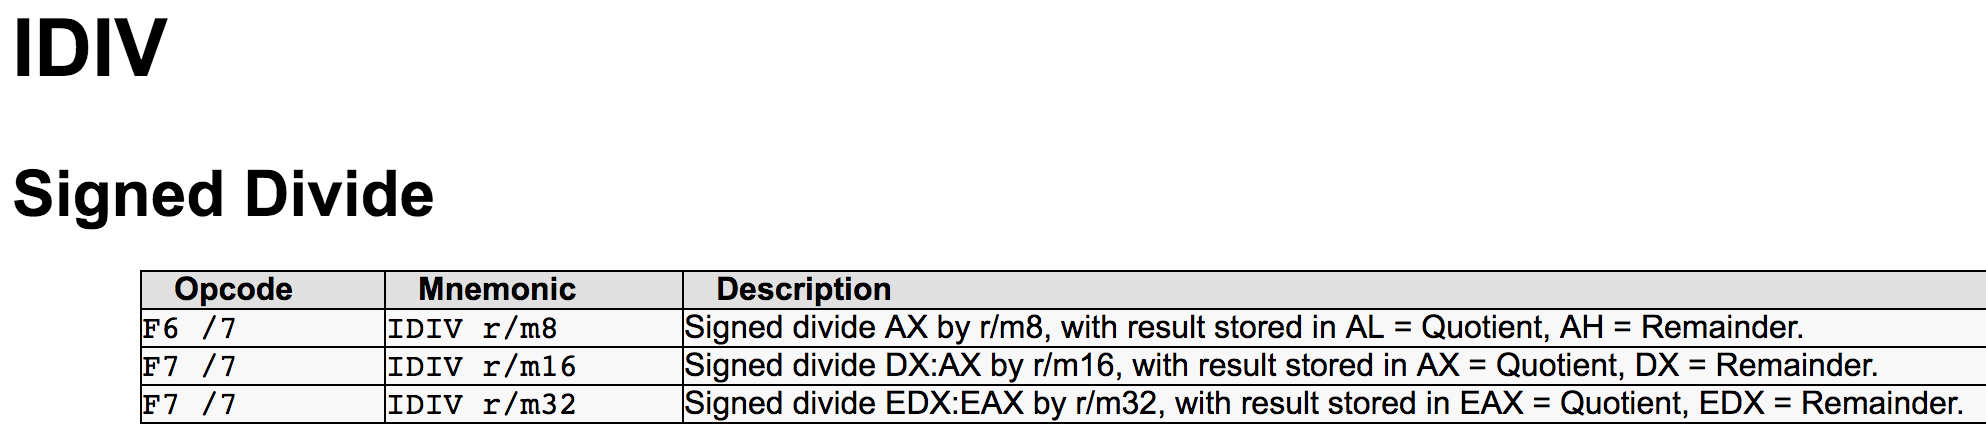 IDIV
Signed Divide
Opcode Mnemonic Description
F6 /7 IDIV r/m8 Signed divide AX by r/m8, with result stored in AL = Quotient, AH = Remainder.
F7 /7 IDIV r/m16 Signed divide DX:AX by r/m16, with result stored in AX = Quotient, DX = Remainder.
F7 /7 IDIV r/m32 Signed divide EDX:EAX by r/m32, with result stored in EAX = Quotient, EDX = Remainder.